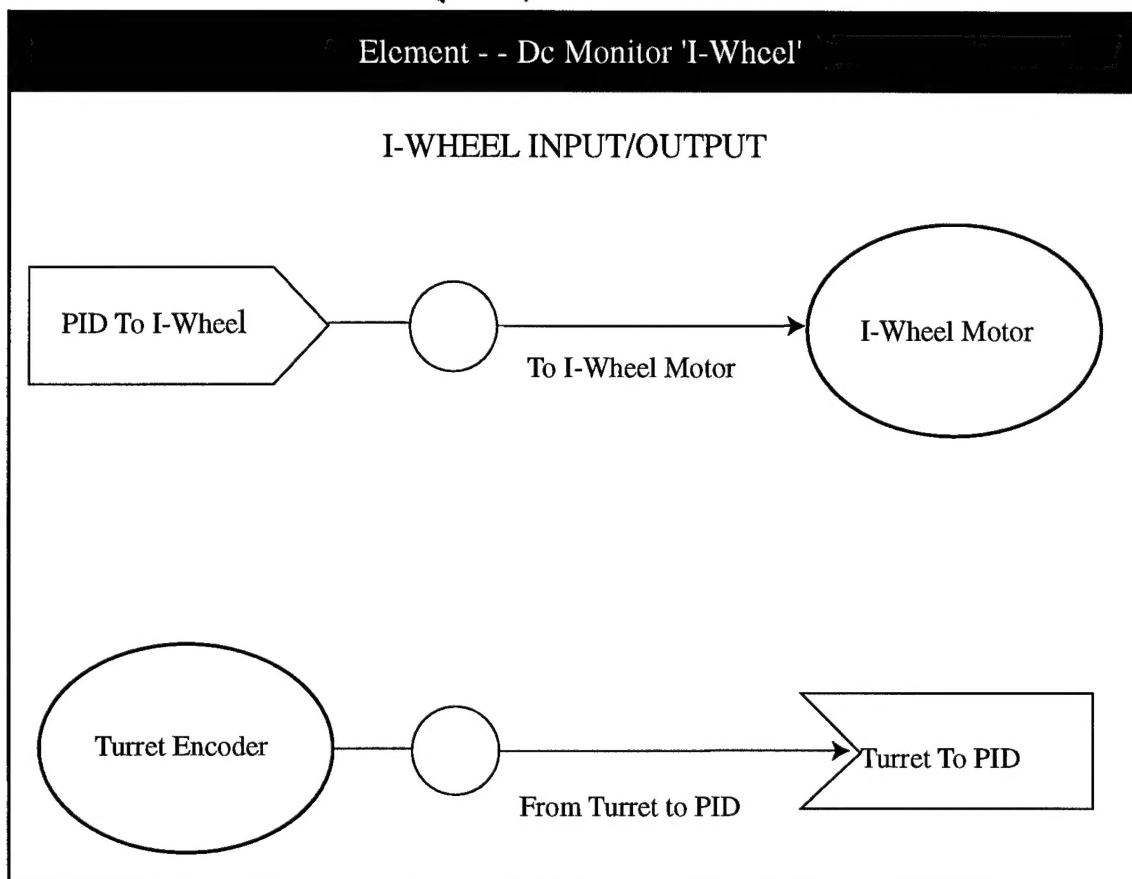 Element - - Dc Monitor 'I-Wheel'
I-WHEEL INPUT/OUTPUT
PID To I-Wheel
To I-Wheel Motor
I-Wheel Motor
Turret Encoder
From Turret to PID
Turret To PID